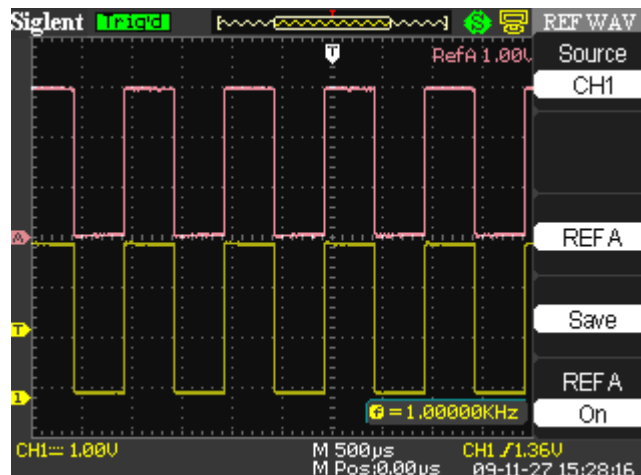 Siglent Trig'd S REF WAV
T
RefA 1.00V
Source
CH1
A
REF A
T
Save
1
REF A
On
f = 1.00000KHz
CH1 1.00V M 500µs CH1 1.36V
M Pos:0.00µs 09-11-27 15:28:16